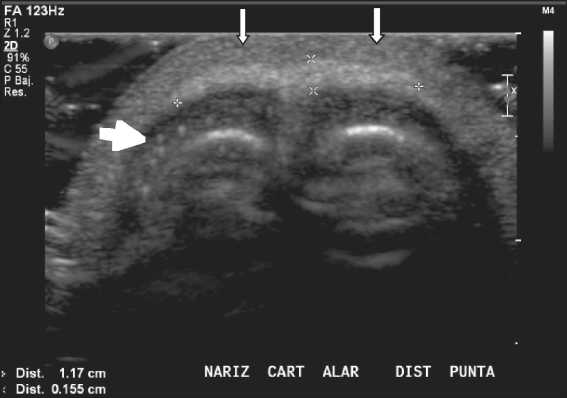 FA 123Hz
R1
Z 1.2
2D
91%
C 55
P Baj.
Res.
P
M4
x
Dist. 1.17 cm
Dist. 0.155 cm
NARIZ CART ALAR DIST PUNTA